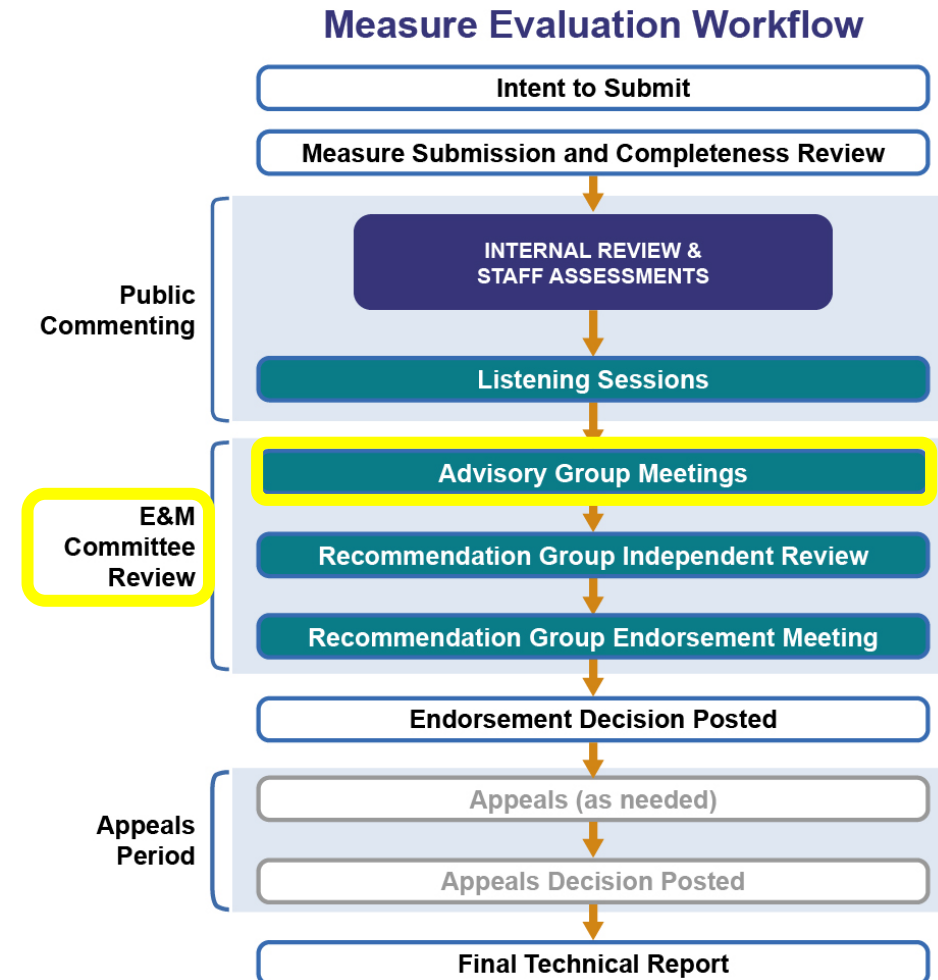 Measure Evaluation Workflow
Intent to Submit
Measure Submission and Completeness Review
Public
Commenting
INTERNAL REVIEW &
STAFF ASSESSMENTS
Listening Sessions
E&M
Committee
Review
Advisory Group Meetings
Recommendation Group Independent Review
Recommendation Group Endorsement Meeting
Endorsement Decision Posted
Appeals
Period
Appeals (as needed)
Appeals Decision Posted
Final Technical Report